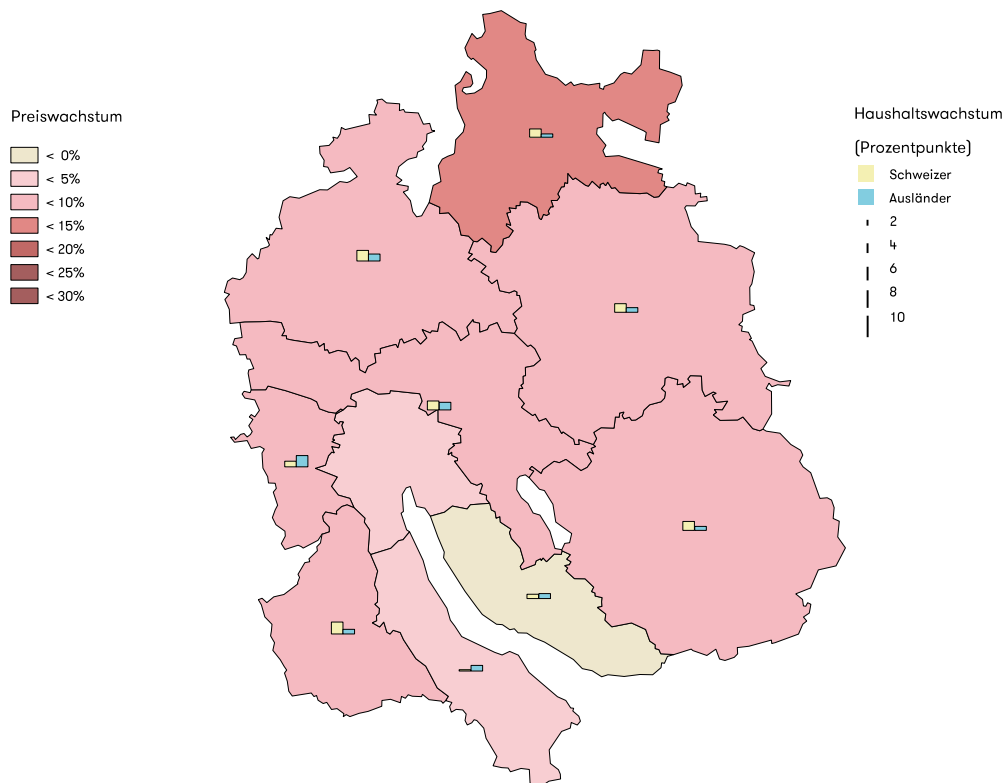 Preiswachstum
< 0%
< 5%
< 10%
< 15%
< 20%
< 25%
< 30%
Haushaltswachstum
(Prozentpunkte)
Schweizer
Ausländer
2
4
6
8
10